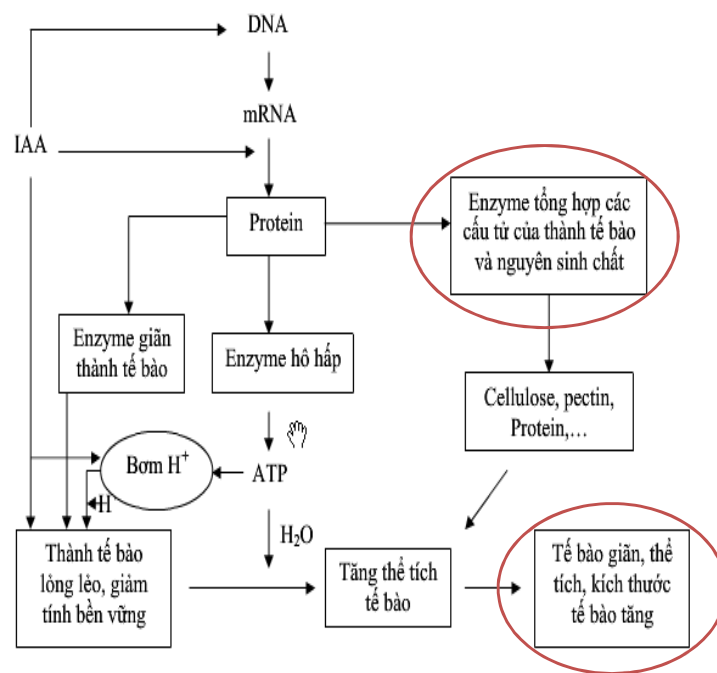 DNA
mRNA
IAA
Protein
Enzyme tổng hợp các
cấu tử của thành tế bào
và nguyên sinh chất
Enzyme giãn
thành tế bào
Enzyme hô hấp
Cellulose, pectin,
Protein,...
Bơm H⁺
ATP
H⁺
H₂O
Thành tế bào
lỏng lẻo, giảm
tính bền vững
Tăng thể tích
tế bào
Tế bào giãn, thể
tích, kích thước
tế bào tăng